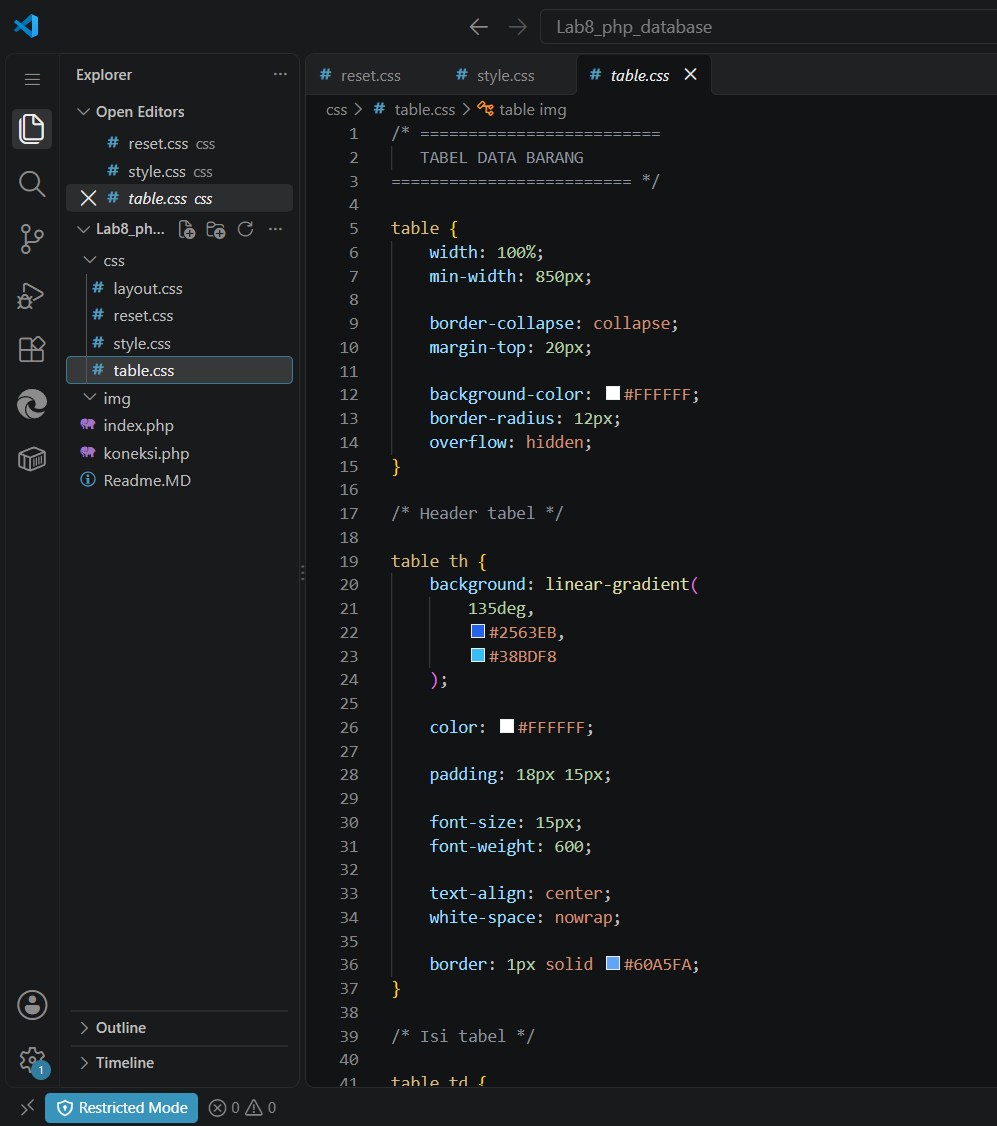 Lab8_php_database
Explorer
Open Editors
# reset.css css
# style.css css
# table.css css
Lab8_ph...
css
# layout.css
# reset.css
# style.css
# table.css
img
index.php
koneksi.php
Readme.MD
Outline
Timeline
# reset.css
# style.css
# table.css
css > # table.css > table img
1 /* =========================
2 TABEL DATA BARANG
3 ========================= */
4
5 table {
6 width: 100%;
7 min-width: 850px;
8
9 border-collapse: collapse;
10 margin-top: 20px;
11
12 background-color: #FFFFFF;
13 border-radius: 12px;
14 overflow: hidden;
15 }
16
17 /* Header tabel */
18
19 table th {
20 background: linear-gradient(
21 135deg,
22 #2563EB,
23 #38BDF8
24 );
25
26 color: #FFFFFF;
27
28 padding: 18px 15px;
29
30 font-size: 15px;
31 font-weight: 600;
32
33 text-align: center;
34 white-space: nowrap;
35
36 border: 1px solid #60A5FA;
37 }
38
39 /* Isi tabel */
40
41 table td {
1
Restricted Mode 0 0